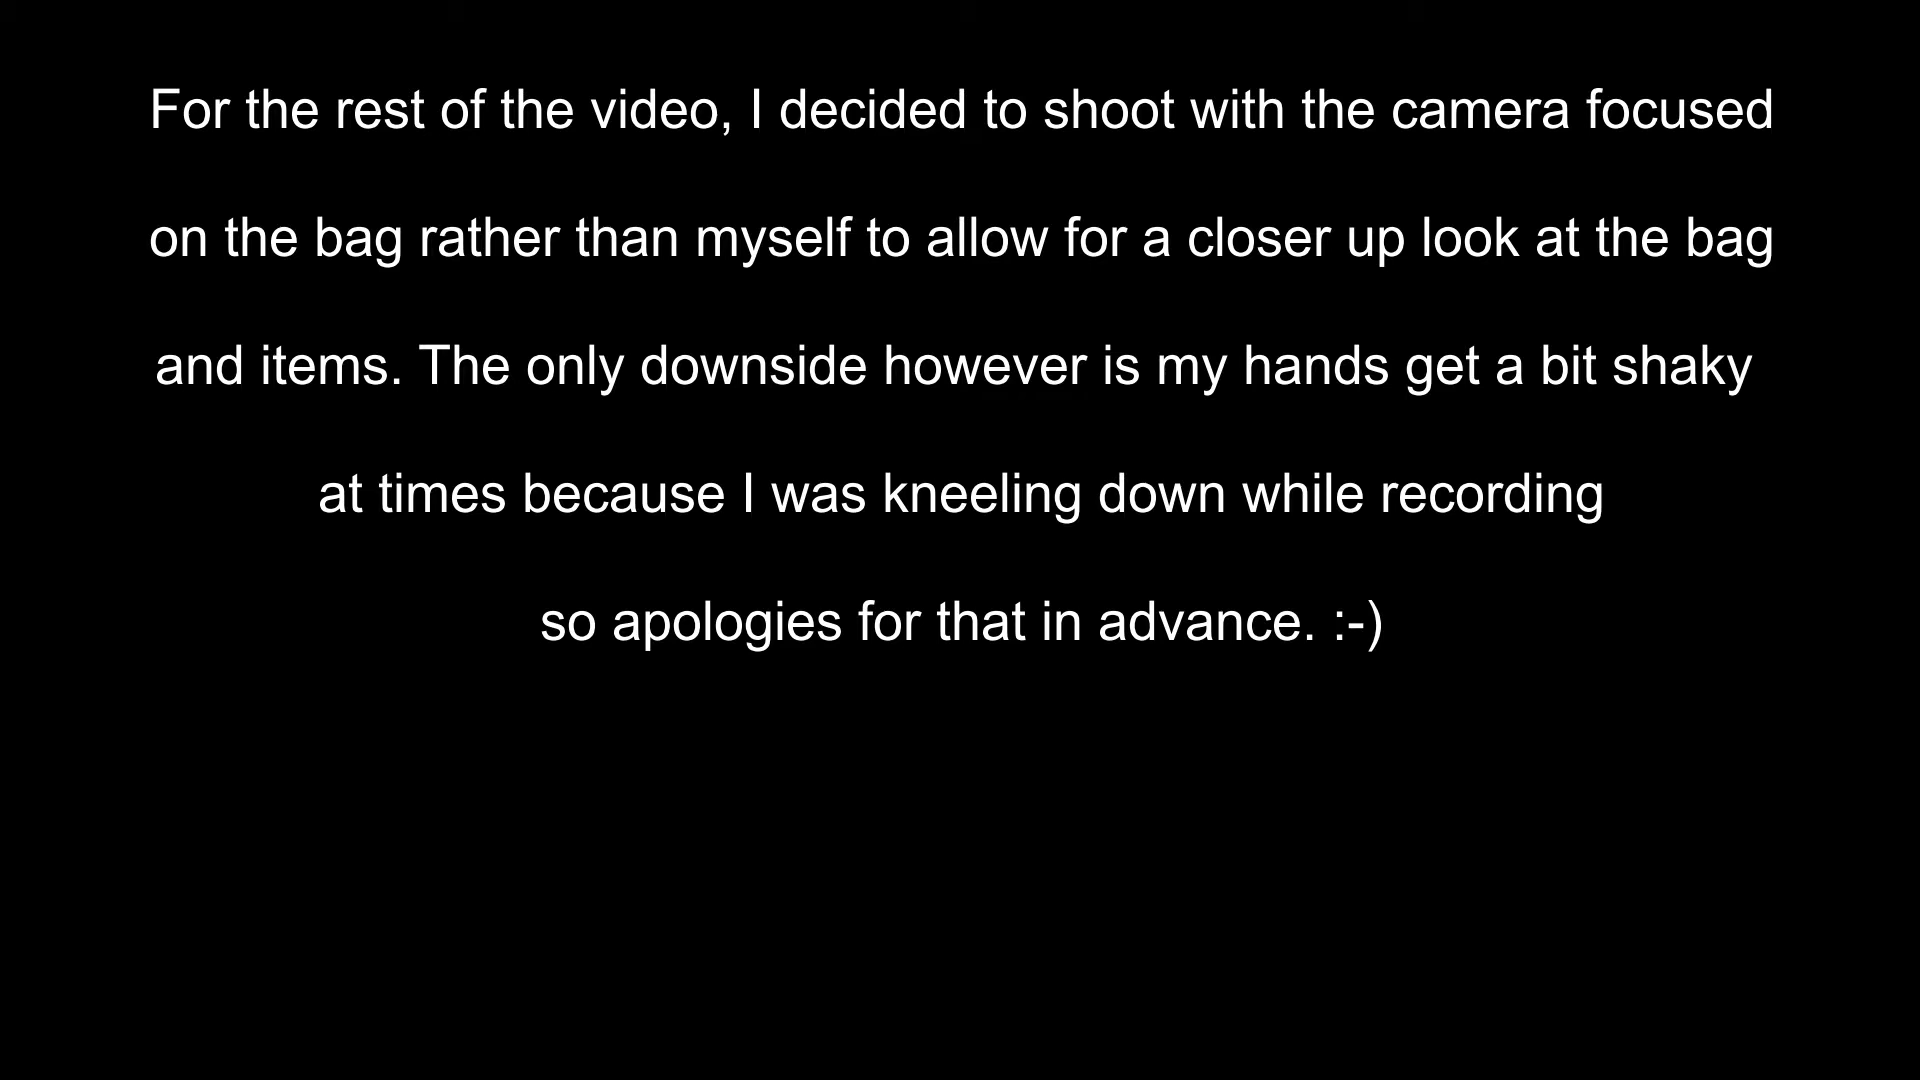 For the rest of the video, I decided to shoot with the camera focused
on the bag rather than myself to allow for a closer up look at the bag
and items. The only downside however is my hands get a bit shaky
at times because I was kneeling down while recording
so apologies for that in advance. :-)